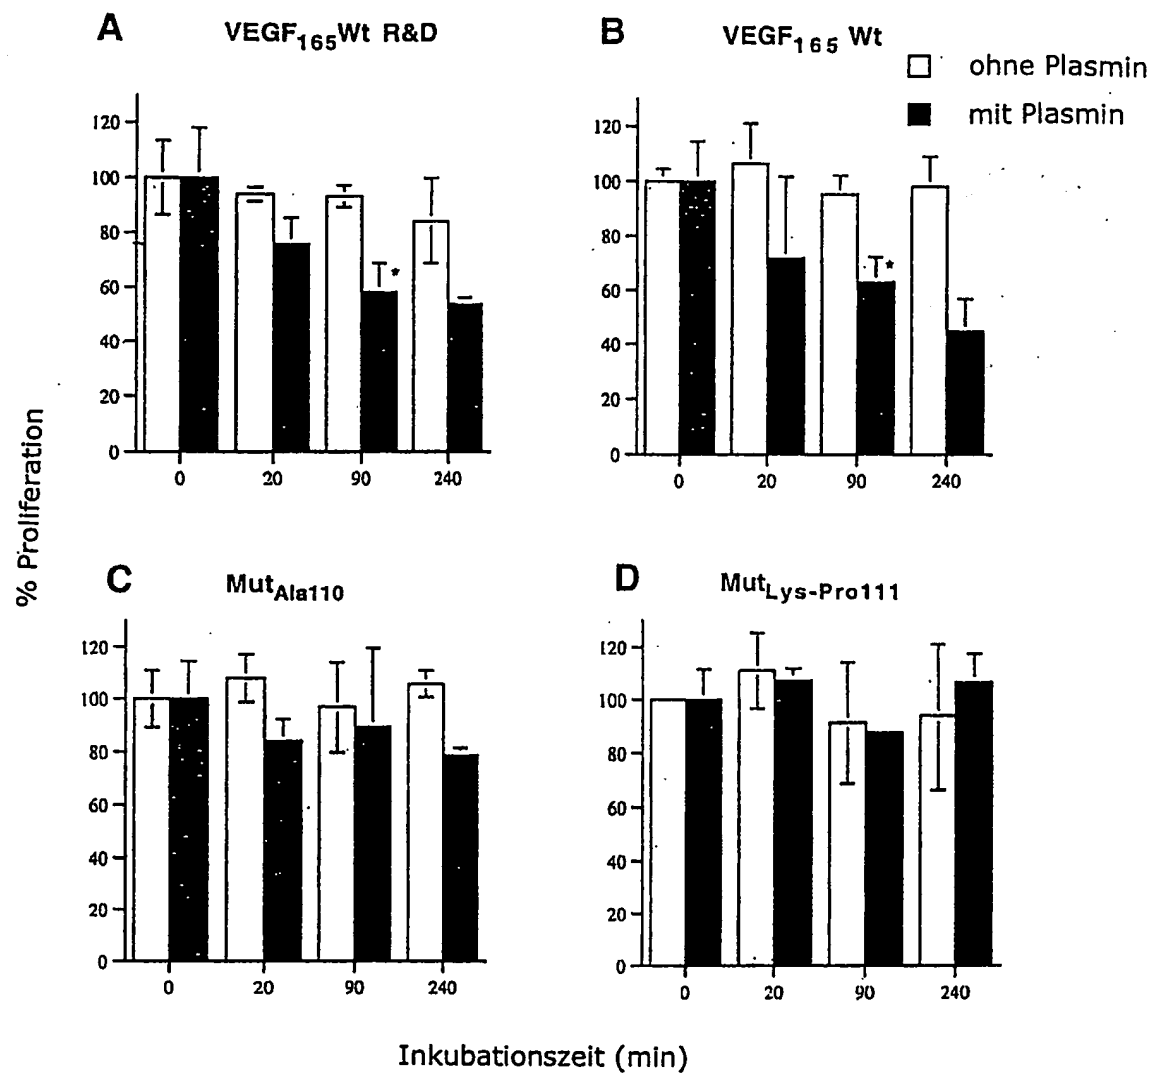 A
VEGF165Wt R&D
120
100
80
60
40
20
0
0 20 90 240
*
B
VEGF165 Wt
ohne Plasmin
mit Plasmin
120
100
80
60
40
20
0
0 20 90 240
*
% Proliferation
C
MutAla110
120
100
80
60
40
20
0
0 20 90 240
D
MutLys-Pro111
120
100
80
60
40
20
0
0 20 90 240
Inkubationszeit (min)